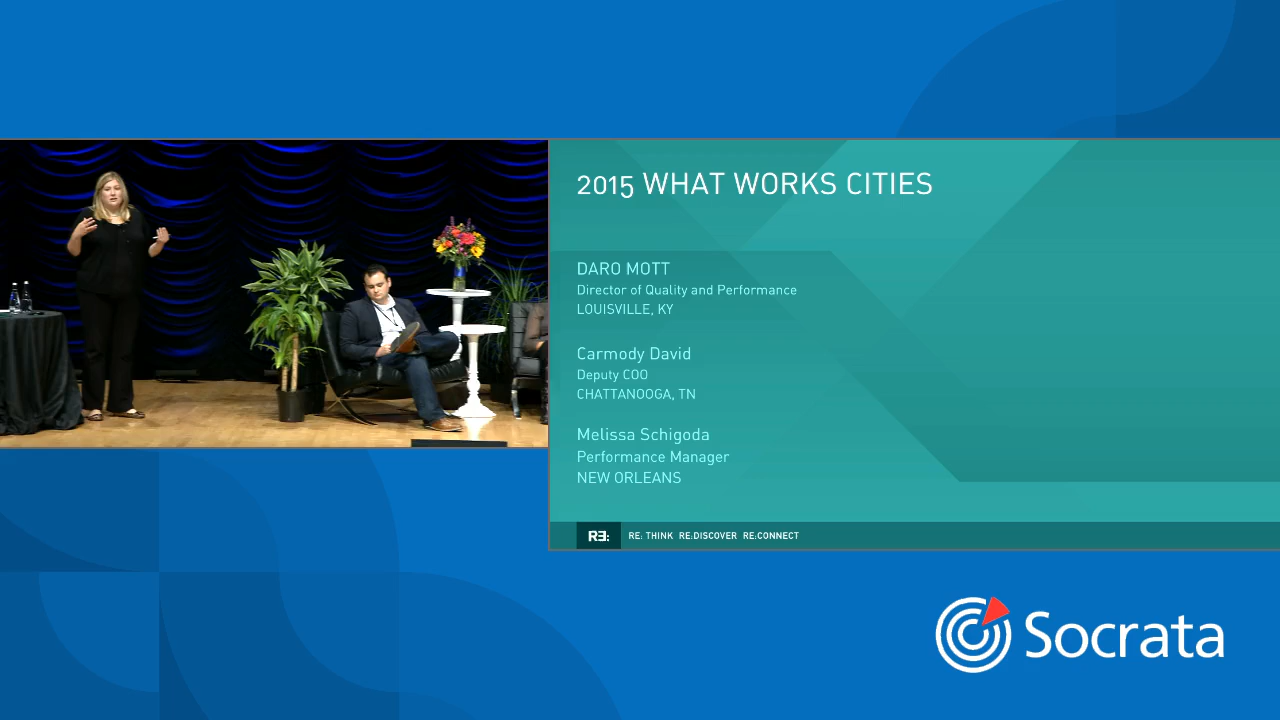 2015 WHAT WORKS CITIES
DARO MOTT
Director of Quality and Performance
LOUISVILLE, KY
Carmody David
Deputy COO
CHATTANOOGA, TN
Melissa Schigoda
Performance Manager
NEW ORLEANS
RE: RE: THINK RE:DISCOVER RE:CONNECT
Socrata